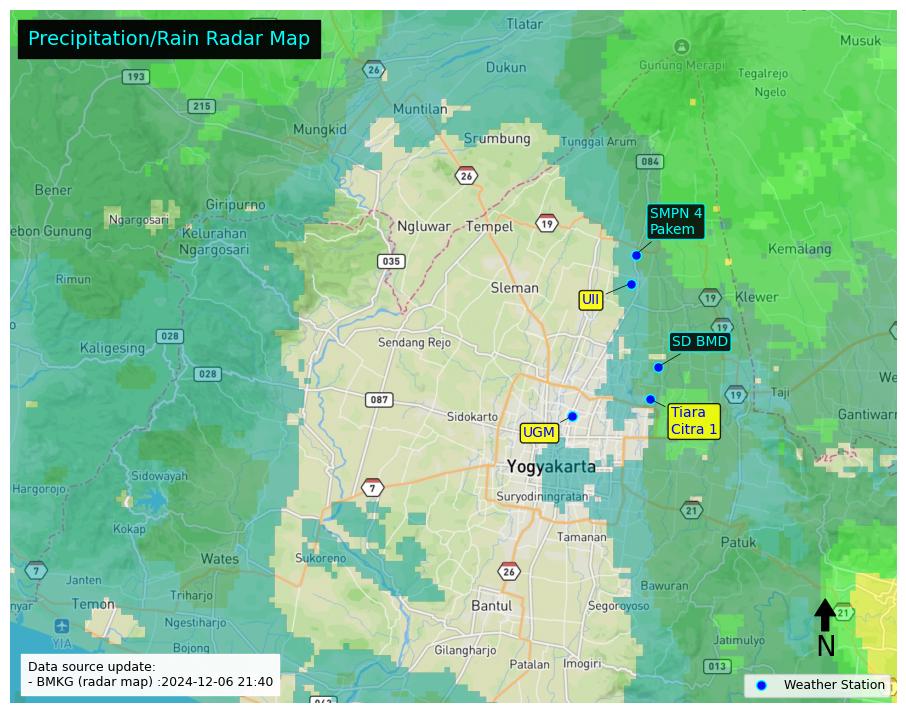 Precipitation/Rain Radar Map
Tlatar
Musuk
26
193
Dukun
Gunung Merapi
Tegalrejo
Ngelo
215
Muntilan
Mungkid
Srumbung
Tunggal Arum
084
26
Bener
Giripurno
Ngargosari
SMPN 4
Pakem
Ngluwar
Tempel
19
ebon Gunung
Kelurahan
Ngargosari
Kemalang
035
Rimun
Sleman
UII
19
Klewer
028
19
Kaligesing
Sendang Rejo
SD BMD
028
We
087
19
Taji
Sidokarto
Tiara
Citra 1
Gantiwarn
UGM
Yogyakarta
Sidowayah
Hargorojo
7
Suryodiningratan
21
Kokap
Tamanan
Patuk
Wates
Sukoreno
7
Janten
26
Bawuran
nyar
Triharjo
Temon
Bantul
Segoroyoso
21
Ngestiharjo
YIA
N
Jatimulyo
Bojong
Gilangharjo
Patalan
Imogiri
013
Data source update:
- BMKG (radar map) :2024-12-06 21:40
Weather Station